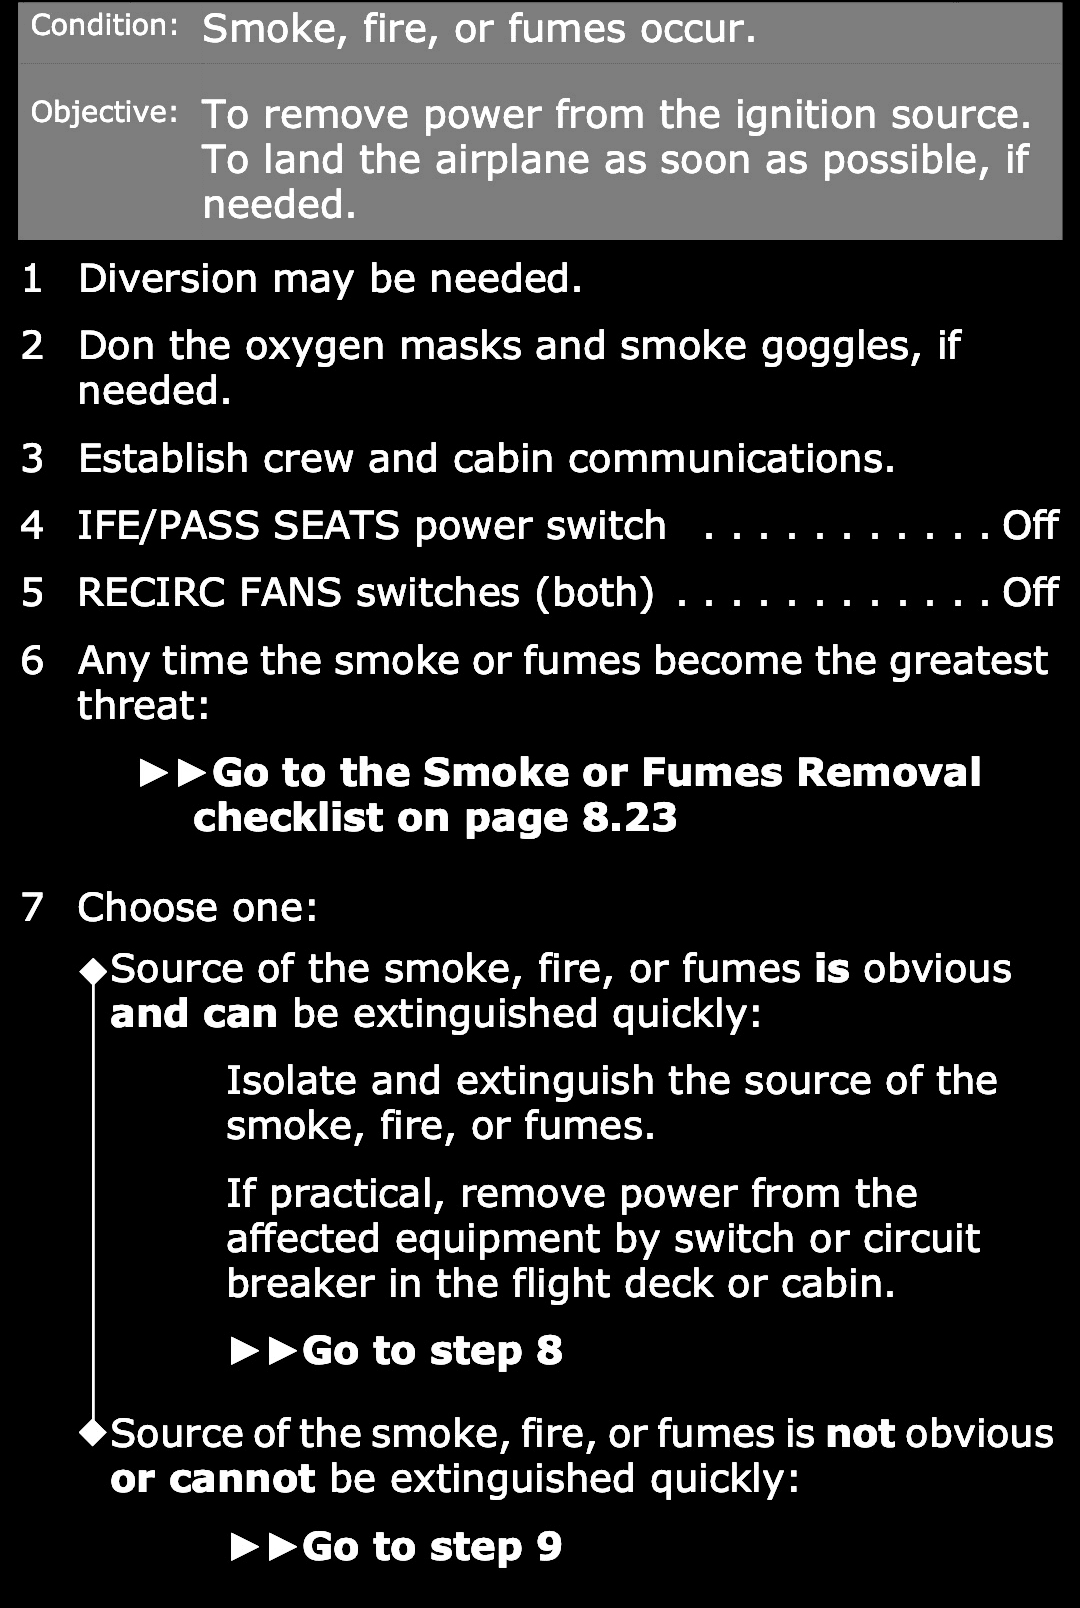 Condition: Smoke, fire, or fumes occur.
Objective: To remove power from the ignition source.
To land the airplane as soon as possible, if
needed.
1 Diversion may be needed.
2 Don the oxygen masks and smoke goggles, if
needed.
3 Establish crew and cabin communications.
4 IFE/PASS SEATS power switch . . . . . . . . . . . Off
5 RECIRC FANS switches (both) . . . . . . . . . . . . Off
6 Any time the smoke or fumes become the greatest
threat:
▶▶Go to the Smoke or Fumes Removal
checklist on page 8.23
7 Choose one:
◆Source of the smoke, fire, or fumes is obvious
and can be extinguished quickly:
Isolate and extinguish the source of the
smoke, fire, or fumes.
If practical, remove power from the
affected equipment by switch or circuit
breaker in the flight deck or cabin.
▶▶Go to step 8
◆Source of the smoke, fire, or fumes is not obvious
or cannot be extinguished quickly:
▶▶Go to step 9